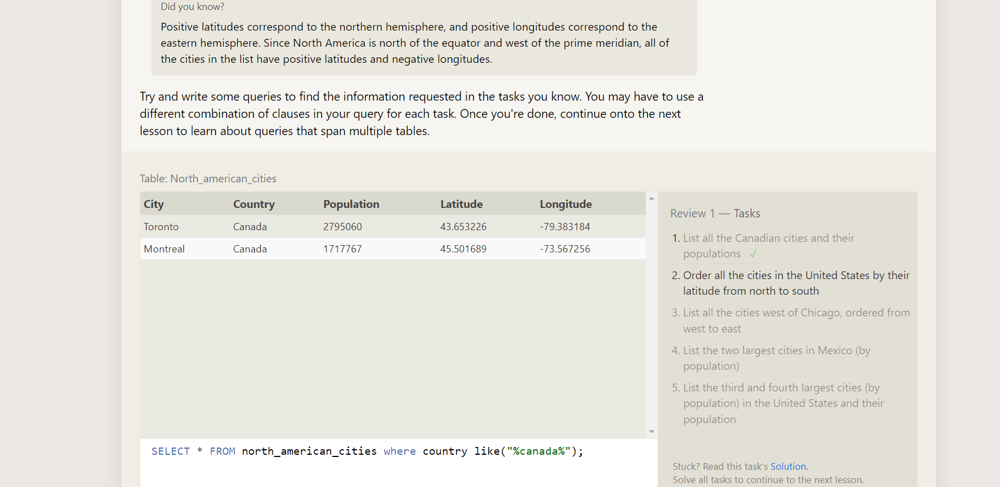 Did you know?
Positive latitudes correspond to the northern hemisphere, and positive longitudes correspond to the
eastern hemisphere. Since North America is north of the equator and west of the prime meridian, all of
the cities in the list have positive latitudes and negative longitudes.
Try and write some queries to find the information requested in the tasks you know. You may have to use a
different combination of clauses in your query for each task. Once you're done, continue onto the next
lesson to learn about queries that span multiple tables.
Table: North_american_cities
City Country Population Latitude Longitude
Toronto Canada 2795060 43.653226 -79.383184
Montreal Canada 1717767 45.501689 -73.567256
SELECT * FROM north_american_cities where country like("%canada%");
Review 1 — Tasks
1. List all the Canadian cities and their
populations ✓
2. Order all the cities in the United States by their
latitude from north to south
3. List all the cities west of Chicago, ordered from
west to east
4. List the two largest cities in Mexico (by
population)
5. List the third and fourth largest cities (by
population) in the United States and their
population
Stuck? Read this task's Solution.
Solve all tasks to continue to the next lesson.